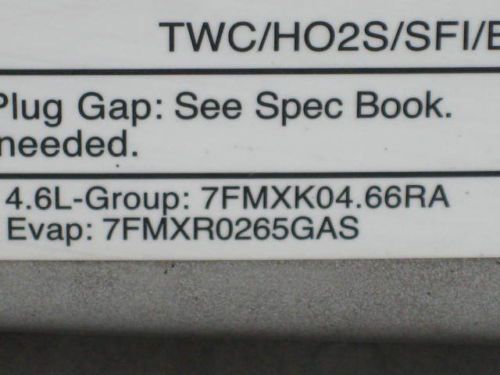 TWC/HO2S/SFI/
Plug Gap: See Spec Book.
needed.
4.6L-Group: 7FMXK04.66RA
Evap: 7FMXR0265GAS